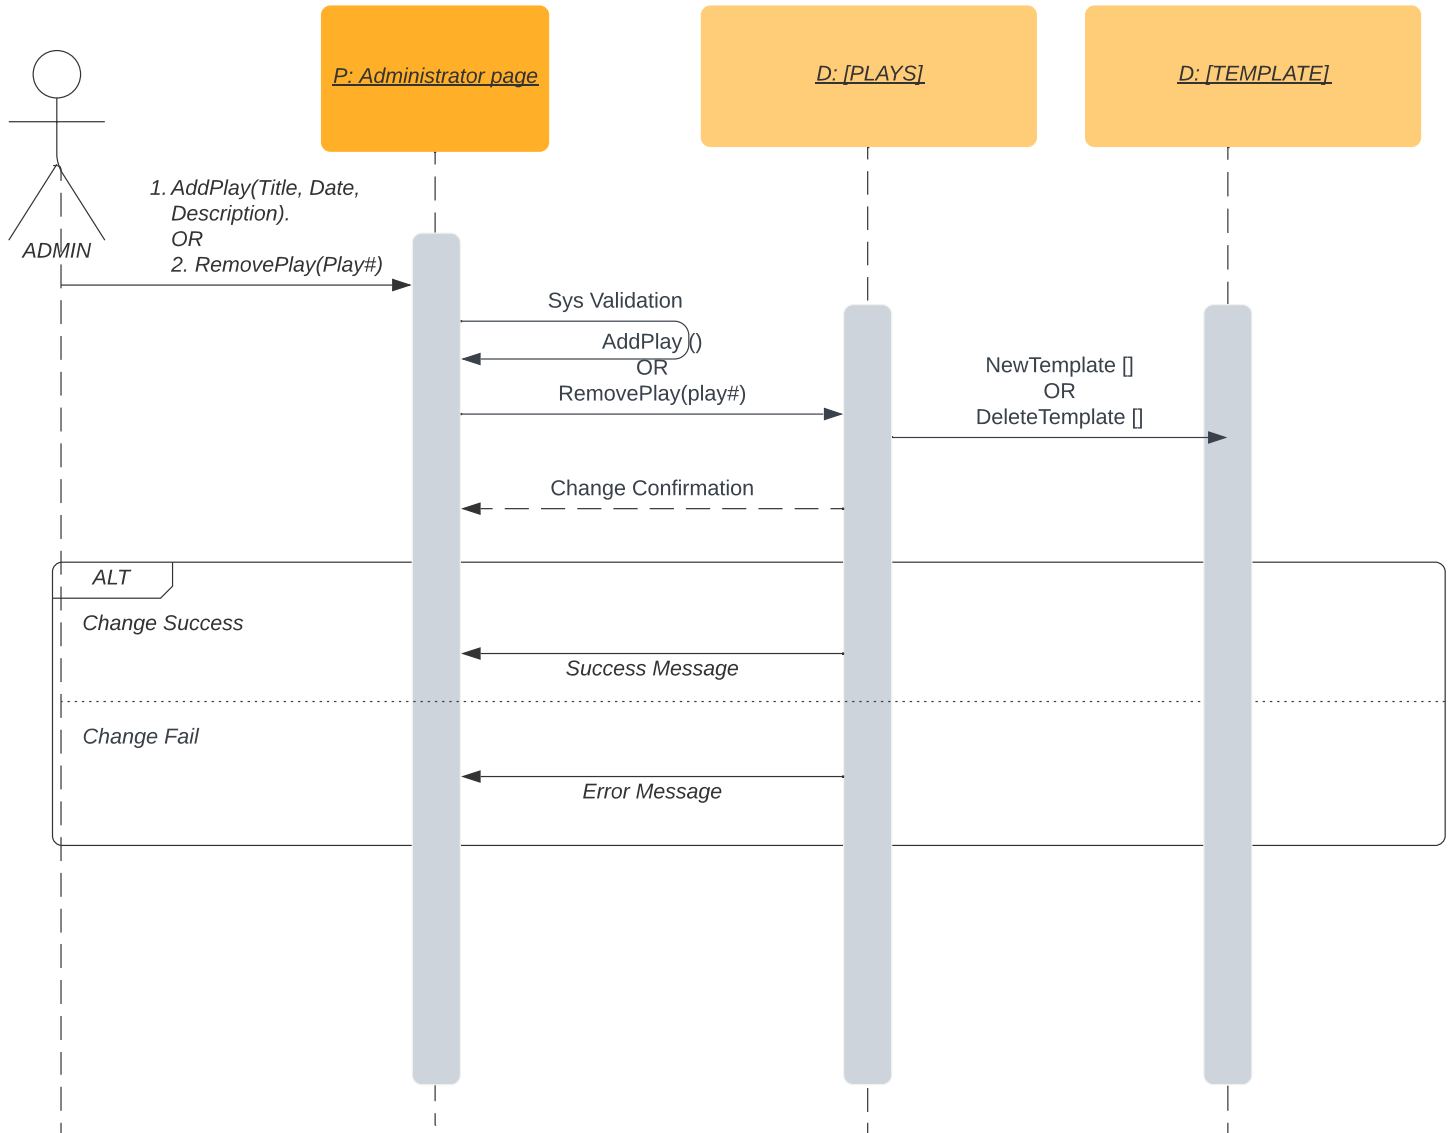 P: Administrator page
D: [PLAYS]
D: [TEMPLATE]
ADMIN
1. AddPlay(Title, Date,
Description).
OR
2. RemovePlay(Play#)
Sys Validation
AddPlay ()
OR
RemovePlay(play#)
NewTemplate []
OR
DeleteTemplate []
Change Confirmation
ALT
Change Success
Success Message
Change Fail
Error Message